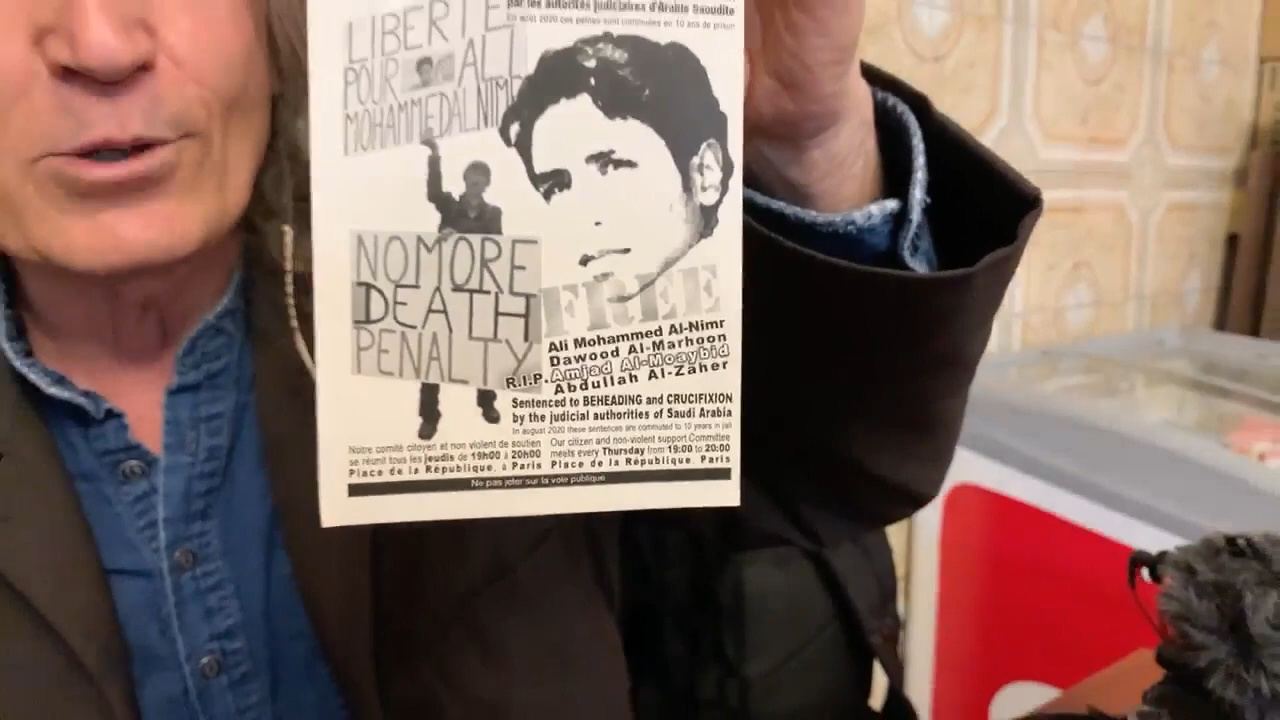 par les autorités judiciaires d'Arabie Saoudite
En août 2020 ces peines sont commuées en 10 ans de prison
LIBERTE
POUR ALI
MOHAMMED AL NIMR
NO MORE
DEATH
PENALTY
FREE
Ali Mohammed Al-Nimr
Dawood Al-Marhoon
R.I.P. Amjad Al-Moaybid
Abdullah Al-Zaher
Sentenced to BEHEADING and CRUCIFIXION
by the judicial authorities of Saudi Arabia
In august 2020 these sentences are commuted to 10 years in jail
Notre comité citoyen et non violent de soutien
se réunit tous les jeudis de 19h00 à 20h00
Place de la République, à Paris
Our citizen and non-violent support Committee
meets every Thursday from 19:00 to 20:00
Place de la République, Paris
Ne pas jeter sur la voie publique